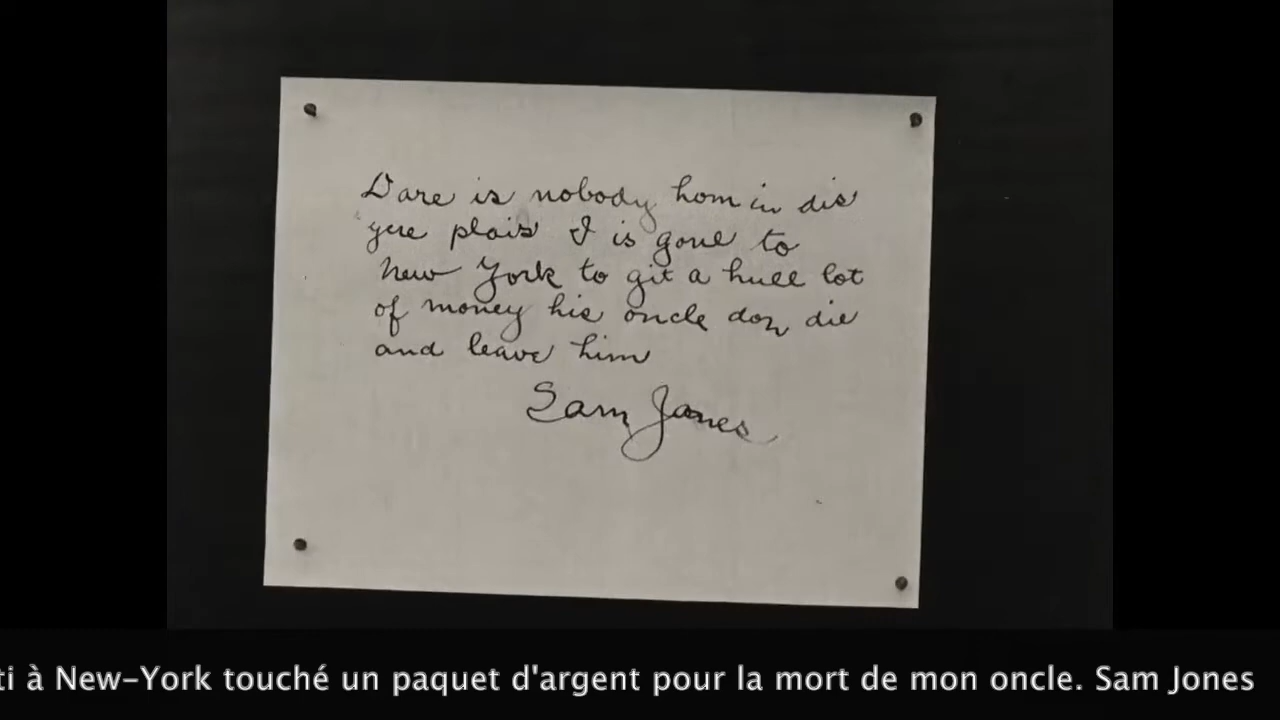 Dare is nobody hom in dis
yere plais I is gone to
New York to git a hull lot
of money his oncle don die
and leave him
Sam Jones
ti à New-York touché un paquet d'argent pour la mort de mon oncle. Sam Jones